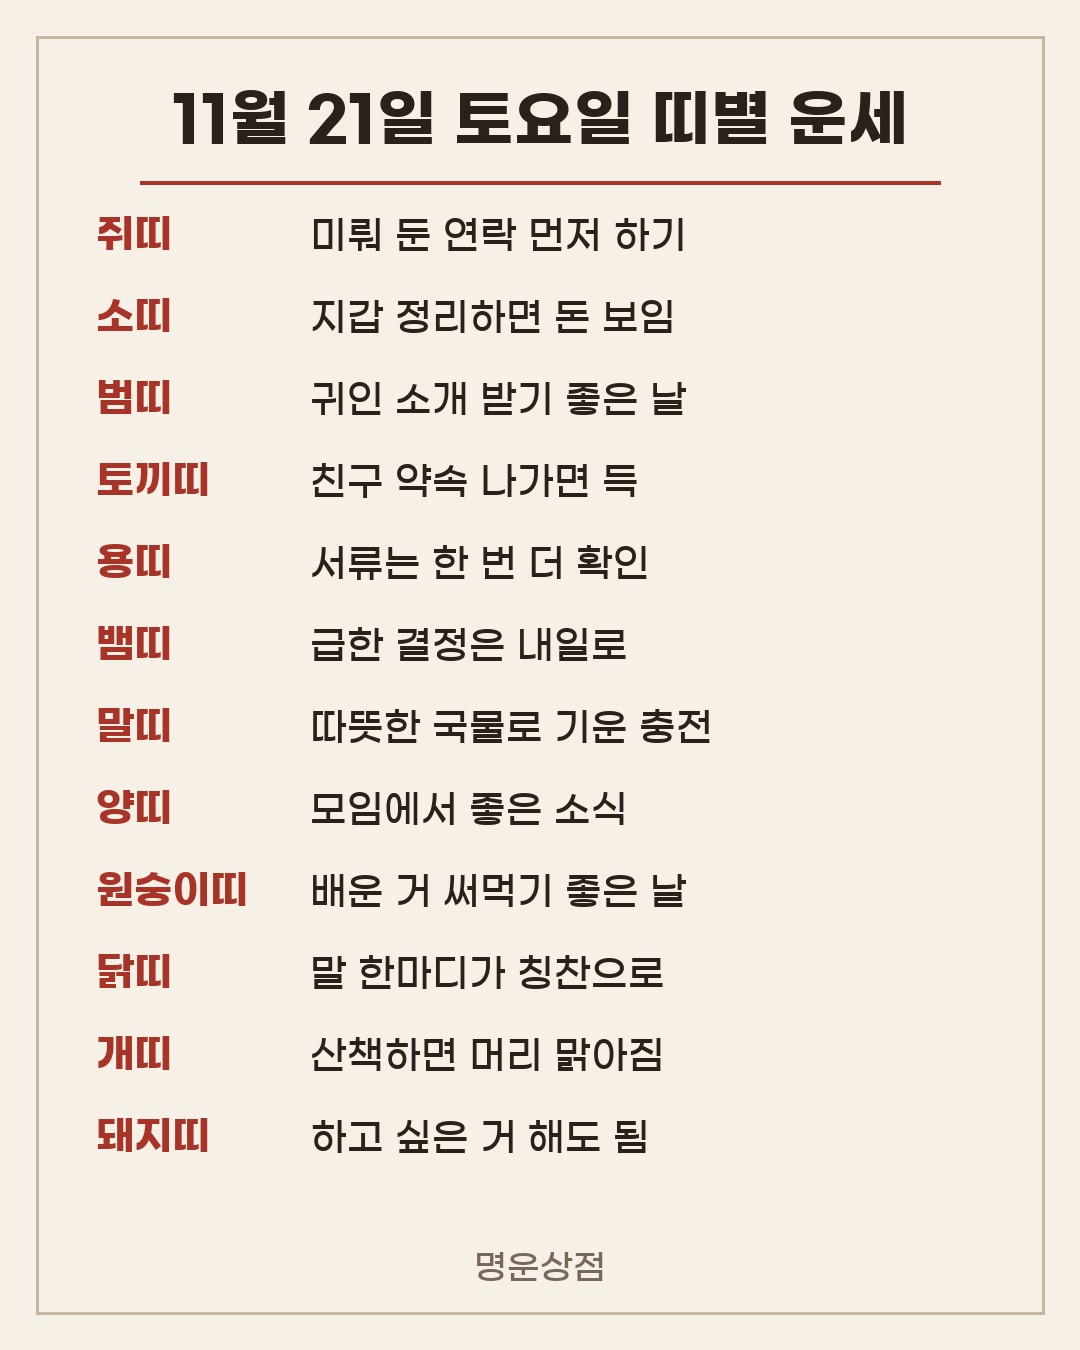 11월 21일 토요일 띠별 운세
쥐띠 미뤄 둔 연락 먼저 하기
소띠 지갑 정리하면 돈 보임
범띠 귀인 소개 받기 좋은 날
토끼띠 친구 약속 나가면 득
용띠 서류는 한 번 더 확인
뱀띠 급한 결정은 내일로
말띠 따뜻한 국물로 기운 충전
양띠 모임에서 좋은 소식
원숭이띠 배운 거 써먹기 좋은 날
닭띠 말 한마디가 칭찬으로
개띠 산책하면 머리 맑아짐
돼지띠 하고 싶은 거 해도 됨
명운상점